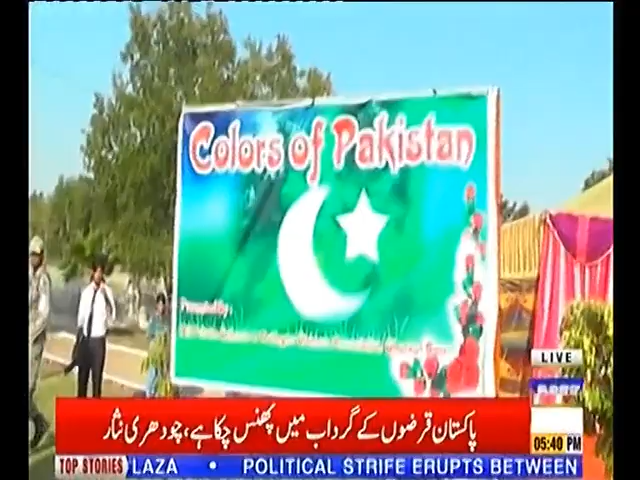 Colors of Pakistan
LIVE
پاکستان قرضوں کے گرداب میں پھنس چکا ہے، چودھری نثار
05:40 PM
TOP STORIES LAZA • POLITICAL STRIFE ERUPTS BETWEEN